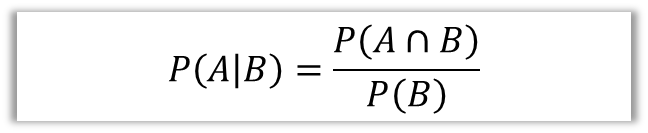 P(A|B) = P(A ∩ B) / P(B)